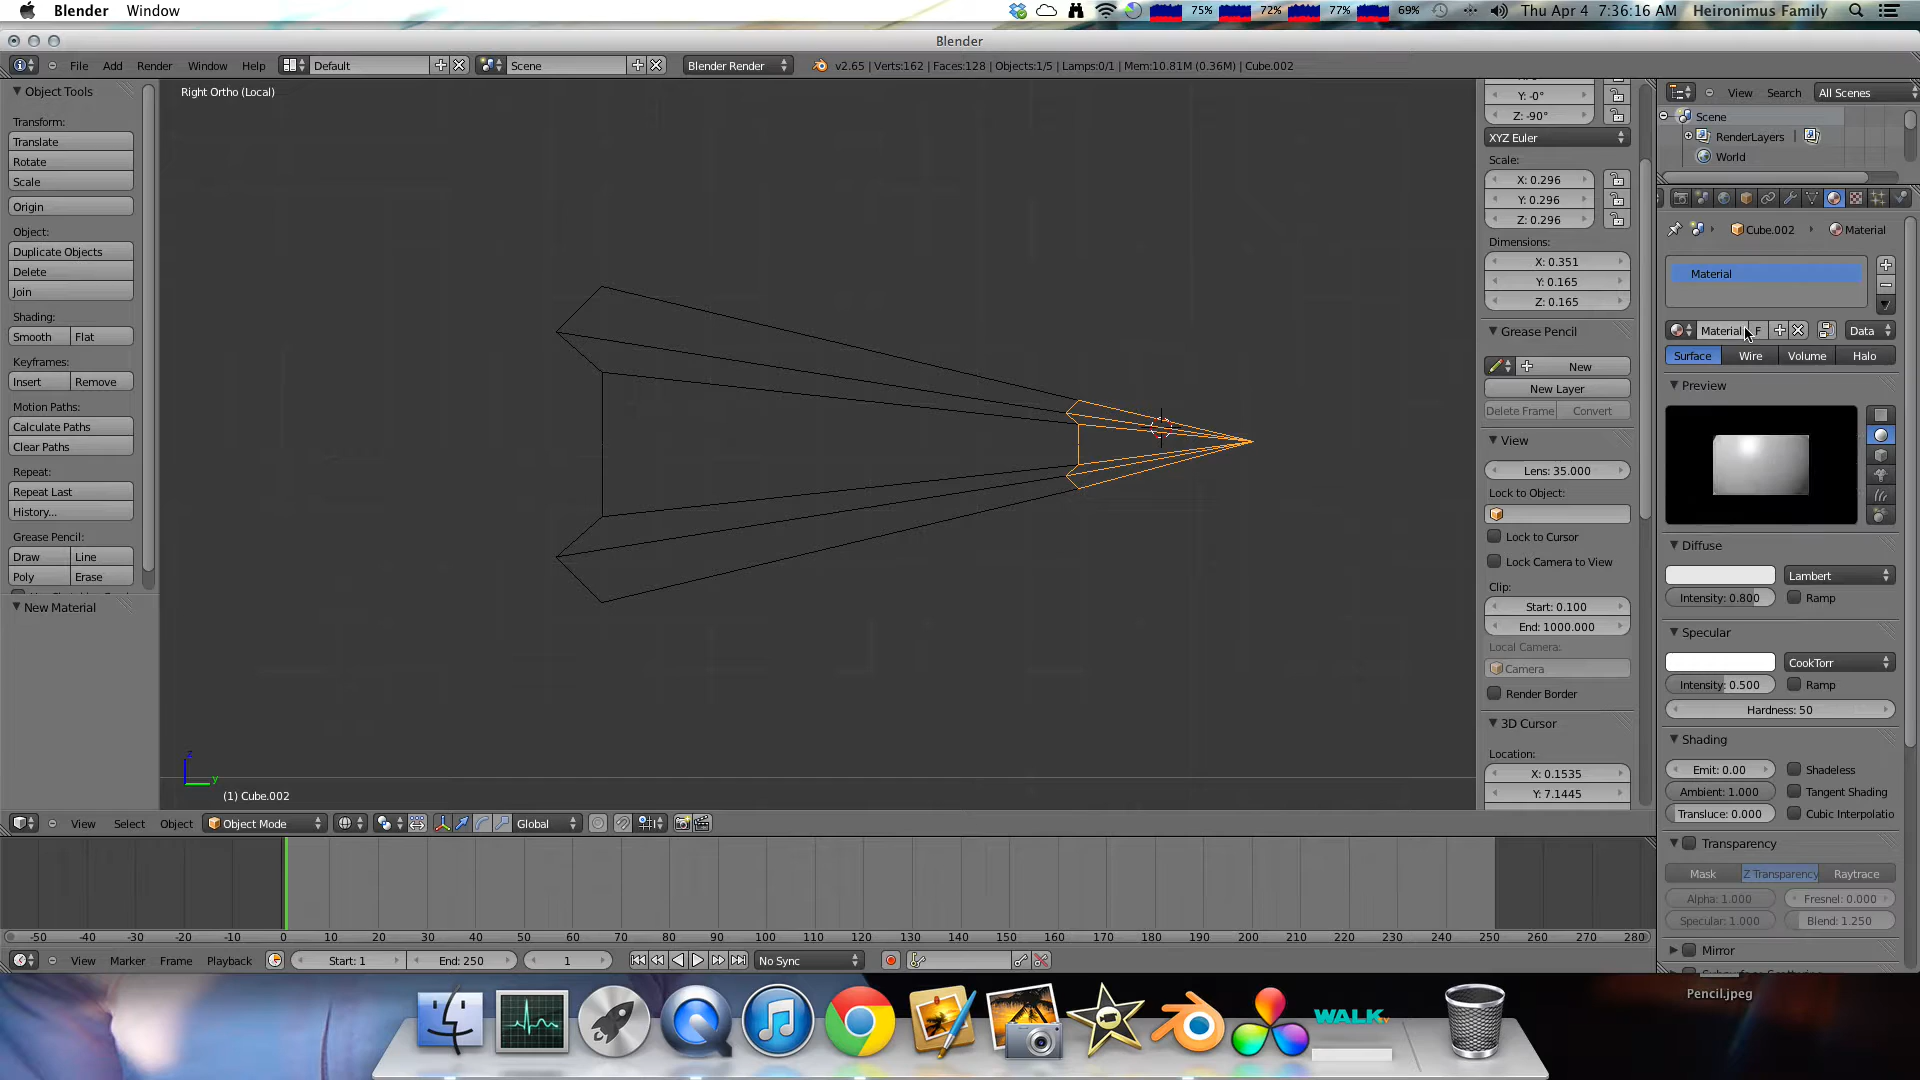 Blender Window 75% 72% 77% 69% Thu Apr 4 7:36:16 AM Heironimus Family
Blender
File Add Render Window Help Default Scene Blender Render v2.65 | Verts:162 | Faces:128 | Objects:1/5 | Lamps:0/1 | Mem:10.81M (0.36M) | Cube.002
Object Tools
Transform:
Translate
Rotate
Scale
Origin
Object:
Duplicate Objects
Delete
Join
Shading:
Smooth Flat
Keyframes:
Insert Remove
Motion Paths:
Calculate Paths
Clear Paths
Repeat:
Repeat Last
History...
Grease Pencil:
Draw Line
Poly Erase
New Material
Right Ortho (Local)
z
y
(1) Cube.002
Y: -0°
Z: -90°
XYZ Euler
Scale:
X: 0.296
Y: 0.296
Z: 0.296
Dimensions:
X: 0.351
Y: 0.165
Z: 0.165
Grease Pencil
New
New Layer
Delete Frame Convert
View
Lens: 35.000
Lock to Object:
Lock to Cursor
Lock Camera to View
Clip:
Start: 0.100
End: 1000.000
Local Camera:
Camera
Render Border
3D Cursor
Location:
X: 0.1535
Y: 7.1445
View Search All Scenes
Scene
RenderLayers
World
Cube.002 Material
Material
Material F Data
Surface Wire Volume Halo
Preview
Diffuse
Lambert
Intensity: 0.800 Ramp
Specular
CookTorr
Intensity: 0.500 Ramp
Hardness: 50
Shading
Emit: 0.00 Shadeless
Ambient: 1.000 Tangent Shading
Transluce: 0.000 Cubic Interpolatio
Transparency
Mask Z Transparency Raytrace
Alpha: 1.000 Fresnel: 0.000
Specular: 1.000 Blend: 1.250
Mirror
View Select Object Object Mode Global
-50 -40 -30 -20 -10 0 10 20 30 40 50 60 70 80 90 100 110 120 130 140 150 160 170 180 190 200 210 220 230 240 250 260 270 280
View Marker Frame Playback Start: 1 End: 250 1 No Sync
Pencil.jpeg
WALK